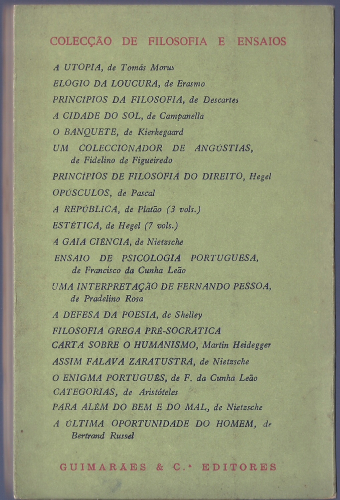 COLECÇÃO DE FILOSOFIA E ENSAIOS
A UTOPIA, de Tomás Morus
ELOGIO DA LOUCURA, de Erasmo
PRINCIPIOS DA FILOSOFIA, de Descartes
A CIDADE DO SOL, de Campanella
O BANQUETE, de Kierkegaard
UM COLECCIONADOR DE ANGÚSTIAS,
de Fidelino de Figueiredo
PRINCIPIOS DE FILOSOFIA DO DIREITO, Hegel
OPÚSCULOS, de Pascal
A REPÚBLICA, de Platão (3 vols.)
ESTÉTICA, de Hegel (7 vols.)
A GAIA CIENCIA, de Nietzsche
ENSAIO DE PSICOLOGIA PORTUGUESA,
de Francisco da Cunha Leão
UMA INTERPRETAÇÃO DE FERNANDO PESSOA,
de Pradelino Rosa
A DEFESA DA POESIA, de Shelley
FILOSOFIA GREGA PRE-SOCRATICA
CARTA SOBRE O HUMANISMO, Martin Heidegger
ASSIM FALAVA ZARATUSTRA, de Nietzsche
O ENIGMA PORTUGUÊS, de F. da Cunha Leão
CATEGORIAS, de Aristóteles
PARA ALÉM DO BEM E DO MAL, de Nietzsche
A ÚLTIMA OPORTUNIDADE DO HOMEM, de
Bertrand Russel
GUIMARÃES & C.ª EDITORES